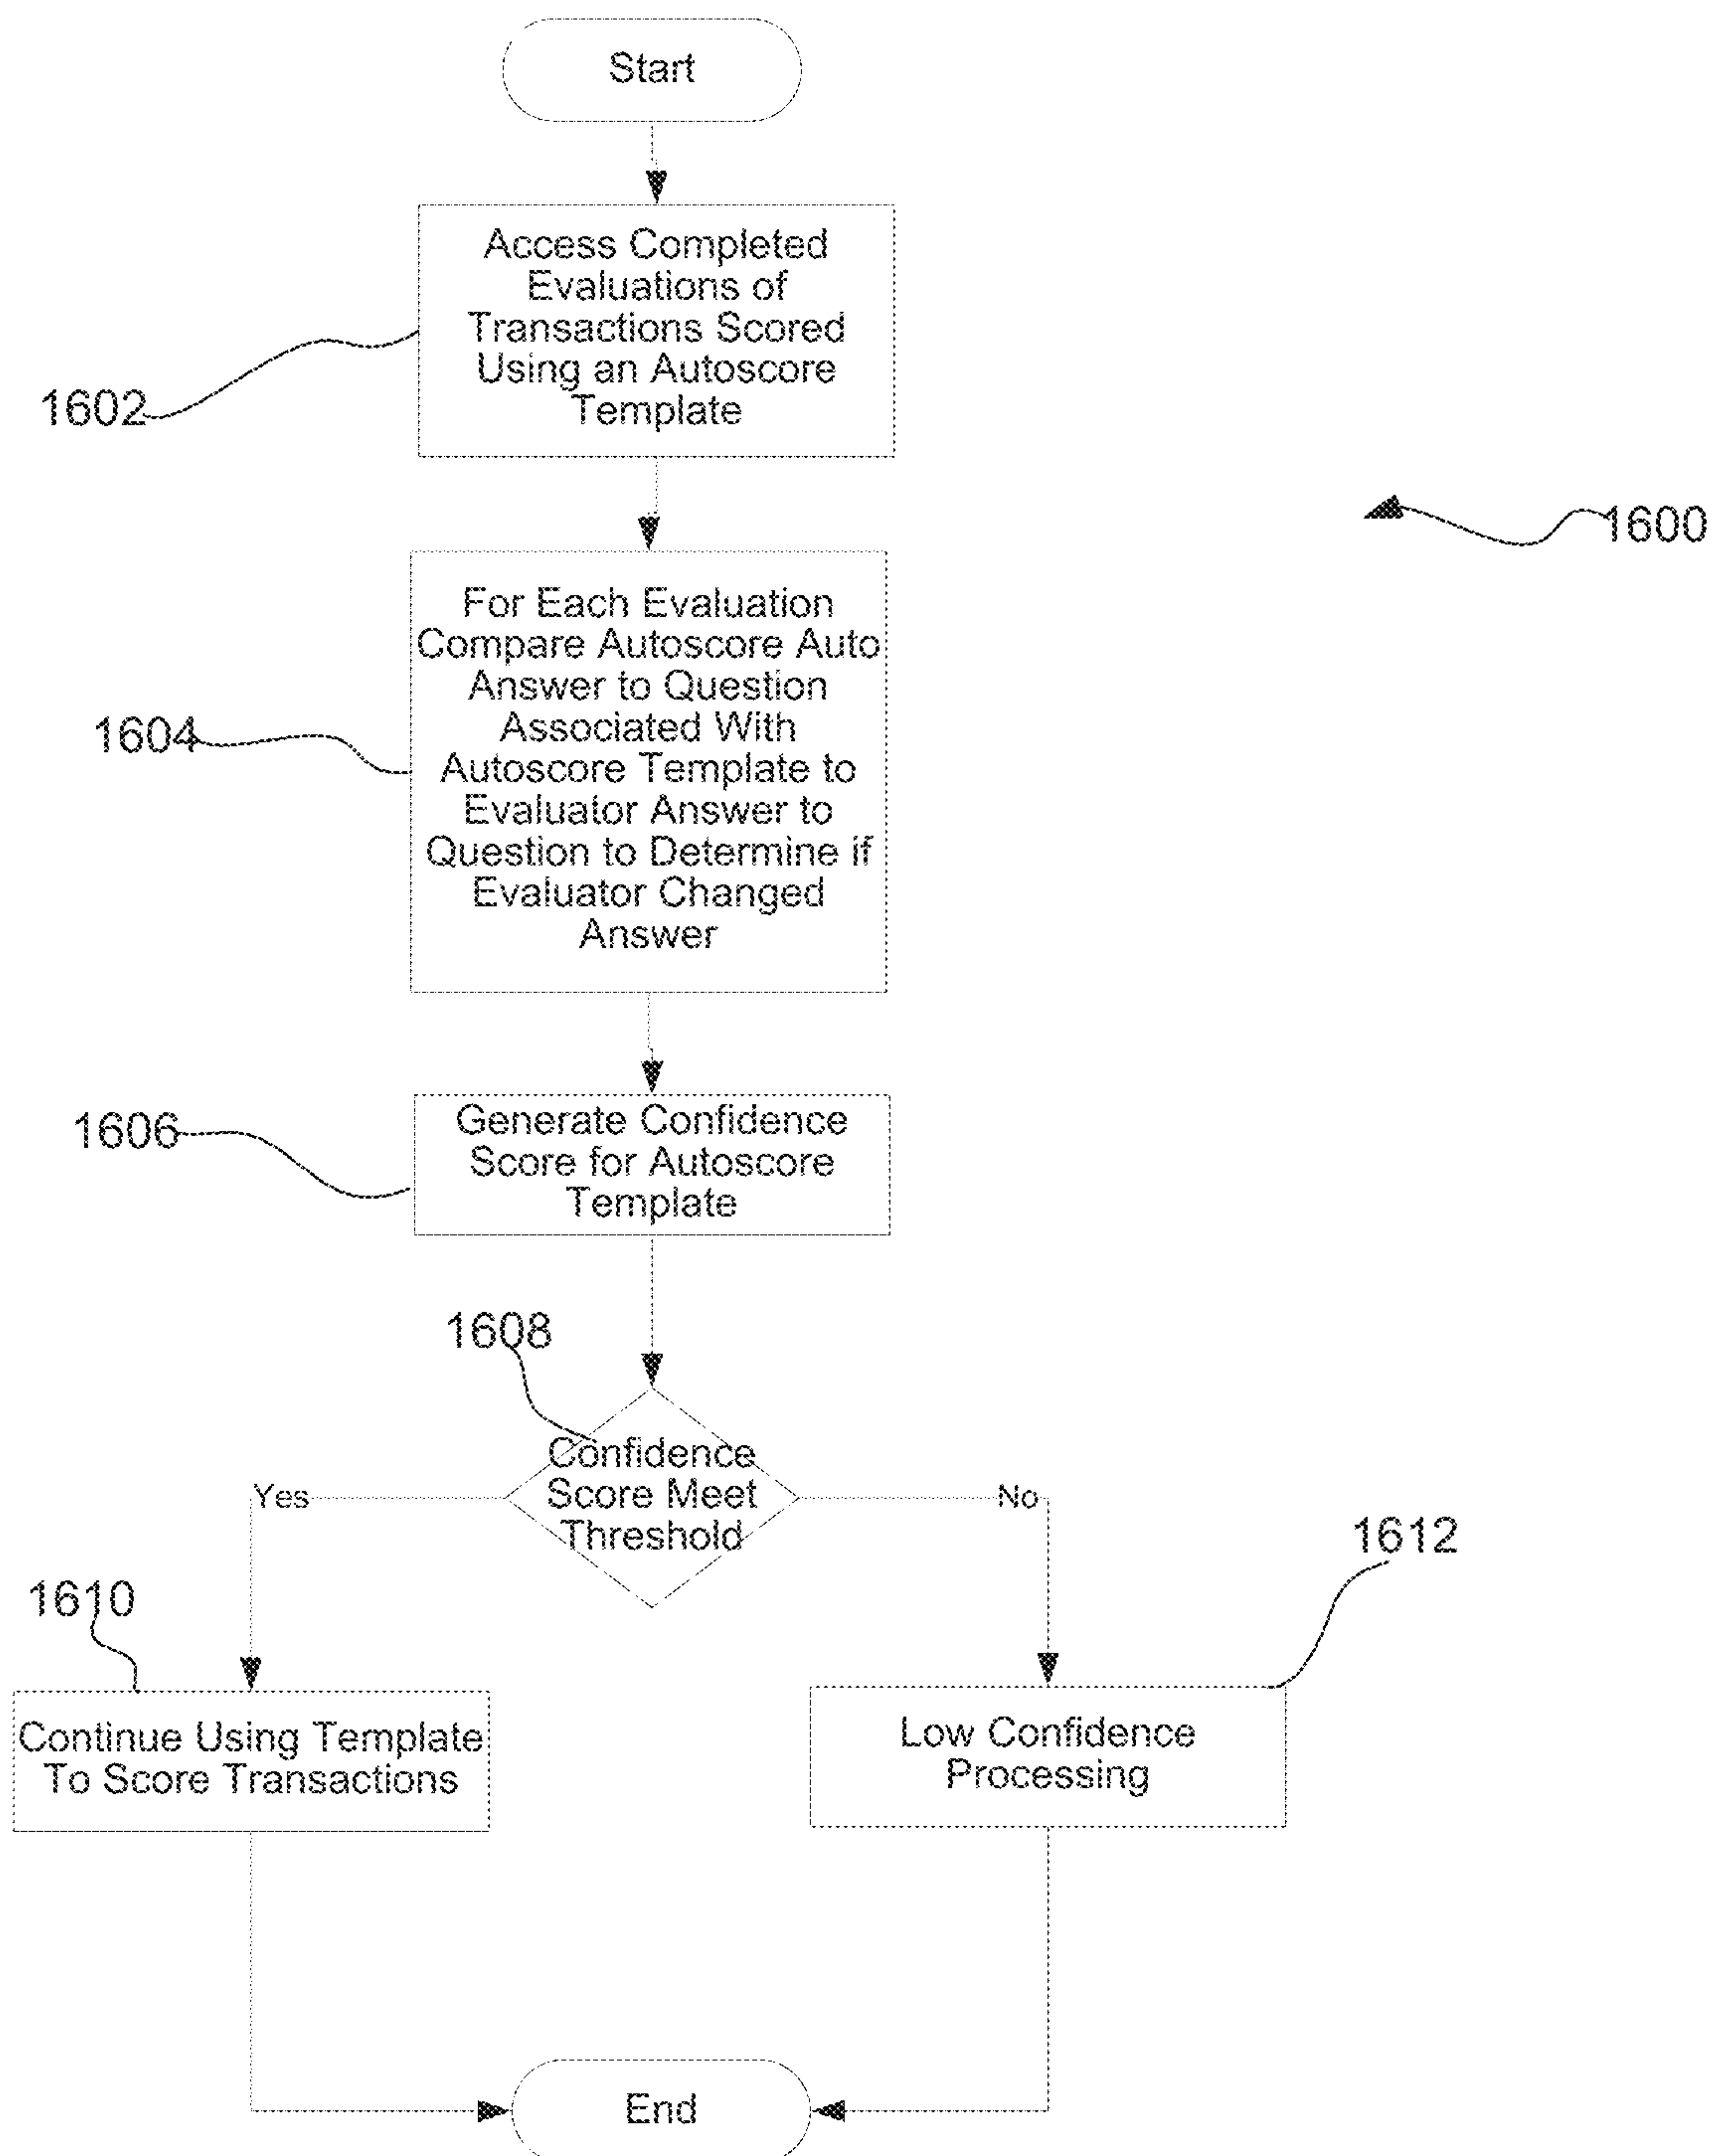 Start
Access Completed
Evaluations of
Transactions Scored
Using an Autoscore
Template
1602
1600
For Each Evaluation
Compare Autoscore Auto
Answer to Question
Associated With
Autoscore Template to
Evaluator Answer to
Question to Determine if
Evaluator Changed
Answer
1604
Generate Confidence
Score for Autoscore
Template
1606
1608
Confidence
Score Meet
Threshold
Yes
No
1610
1612
Continue Using Template
To Score Transactions
Low Confidence
Processing
End